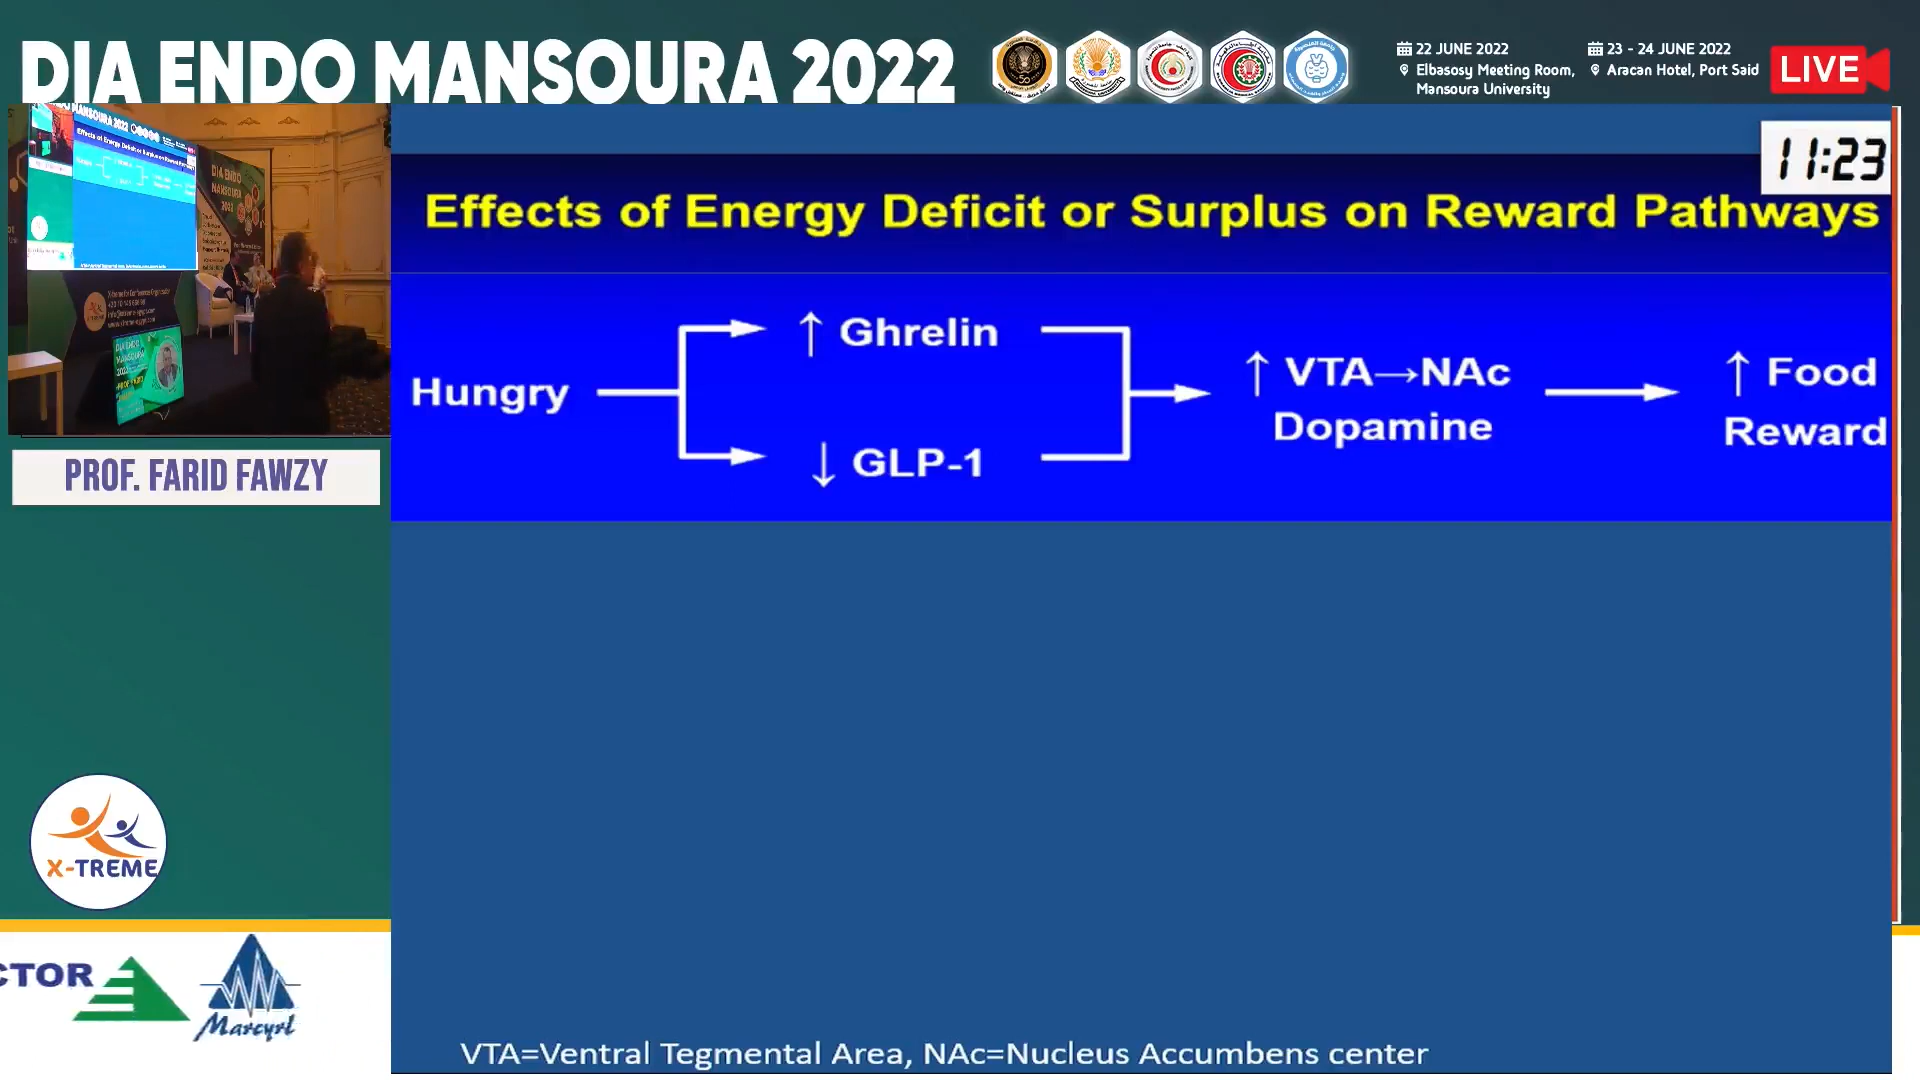 DIA ENDO MANSOURA 2022
22 JUNE 2022
Elbasosy Meeting Room,
Mansoura University
23 - 24 JUNE 2022
Aracan Hotel, Port Said
LIVE
11:23
Effects of Energy Deficit or Surplus on Reward Pathways
Hungry
↑ Ghrelin
↓ GLP-1
↑ VTA→NAc
Dopamine
↑ Food
Reward
VTA=Ventral Tegmental Area, NAc=Nucleus Accumbens center
PROF. FARID FAWZY
X-TREME
CTOR
Marcyrl